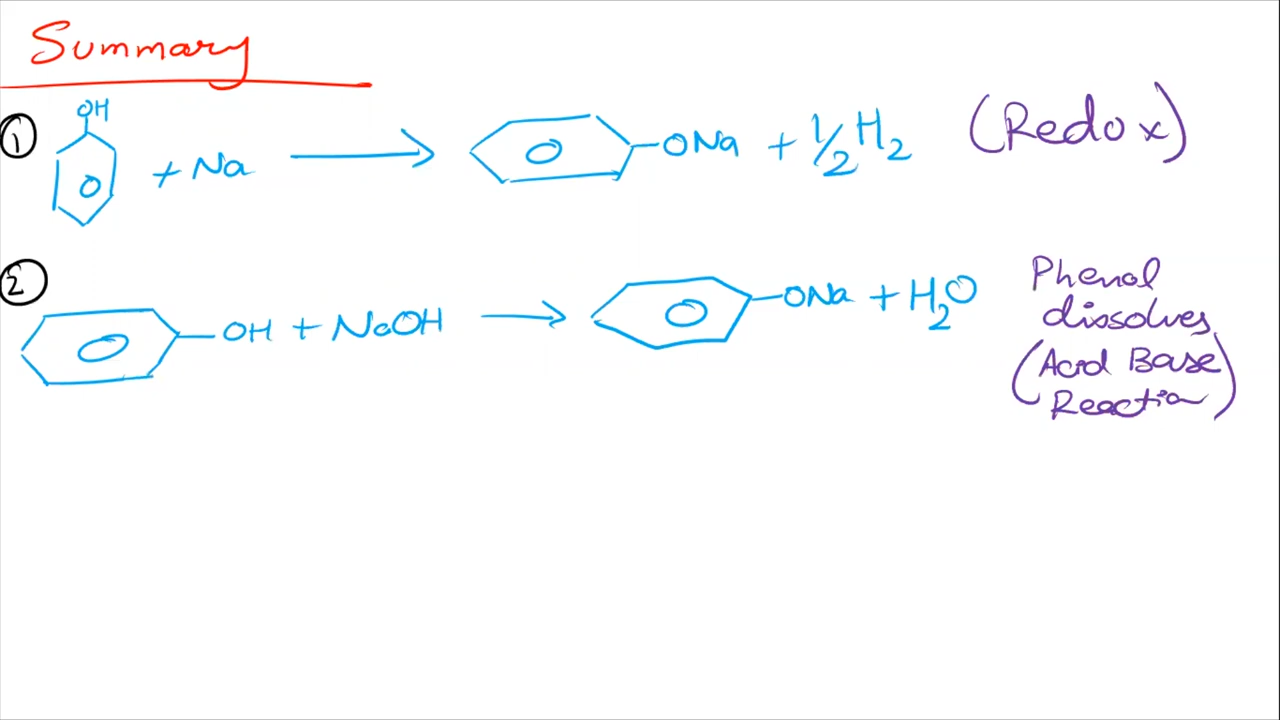 Summary
① OH
+ Na → ONa + 1/2 H₂ (Redox)
② OH + NaOH → ONa + H₂O
Phenol
dissolves
(Acid Base
Reaction)